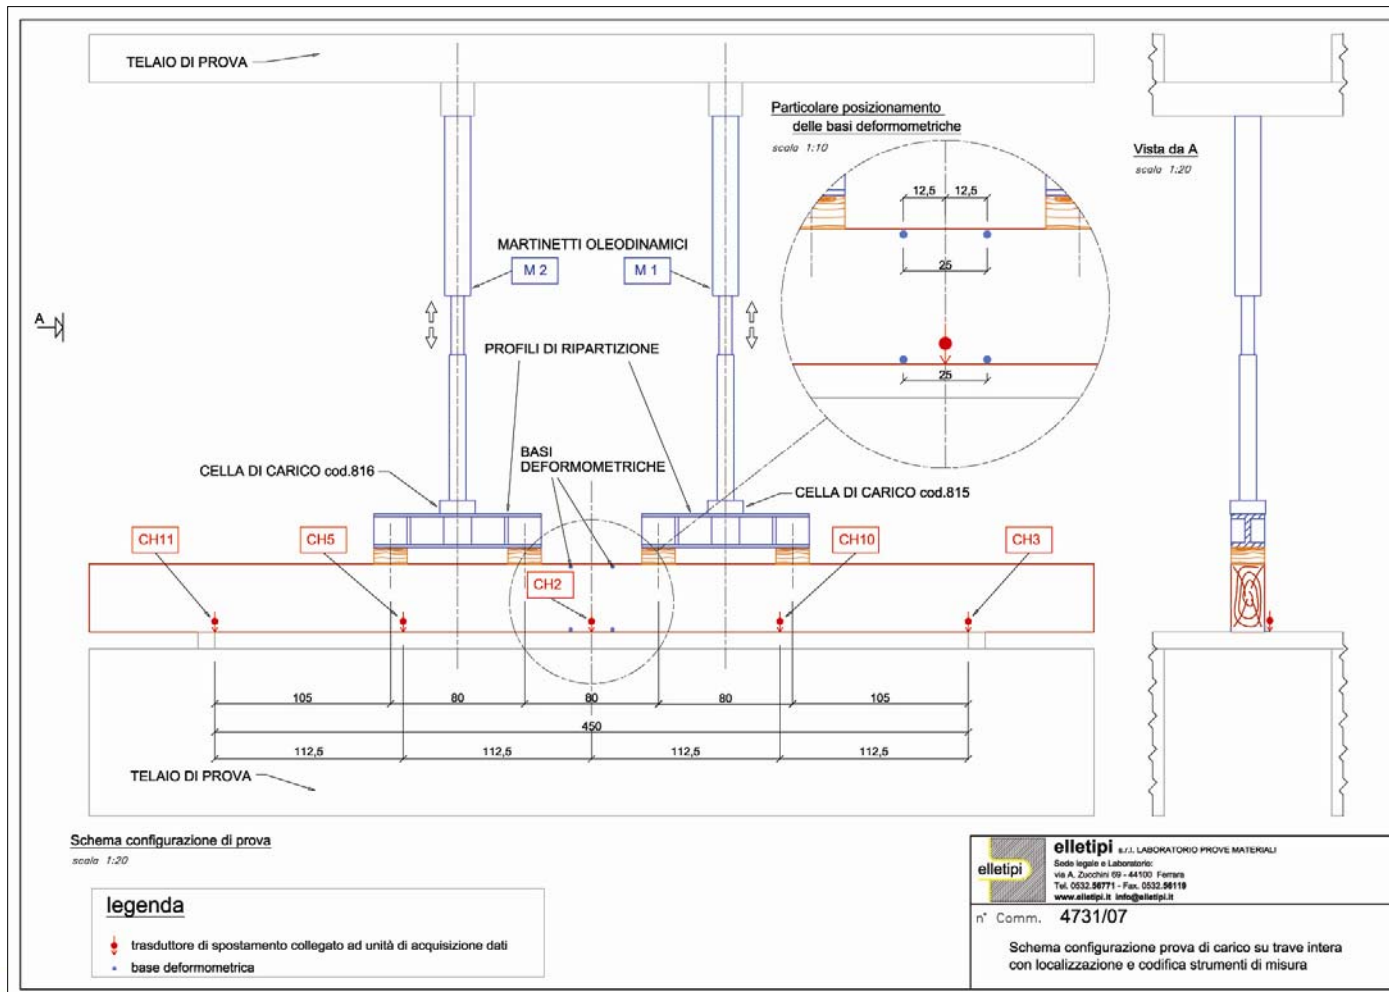 TELAIO DI PROVA
Particolare posizionamento
delle basi deformometriche
scala 1:10
Vista da A
scala 1:20
12,5 12,5
25
25
MARTINETTI OLEODINAMICI
M 2
M 1
A
PROFILI DI RIPARTIZIONE
BASI
DEFORMOMETRICHE
CELLA DI CARICO cod.816
CELLA DI CARICO cod.815
CH11
CH5
CH2
CH10
CH3
105 80 80 80 105
450
112,5 112,5 112,5 112,5
TELAIO DI PROVA
Schema configurazione di prova
scala 1:20
legenda
trasduttore di spostamento collegato ad unità di acquisizione dati
base deformometrica
elletipi
elletipi s.r.l. LABORATORIO PROVE MATERIALI
Sede legale e Laboratorio:
via A. Zucchini 69 - 44100 Ferrara
Tel. 0532.56771 - Fax. 0532.56119
www.elletipi.it info@elletipi.it
n° Comm. 4731/07
Schema configurazione prova di carico su trave intera
con localizzazione e codifica strumenti di misura